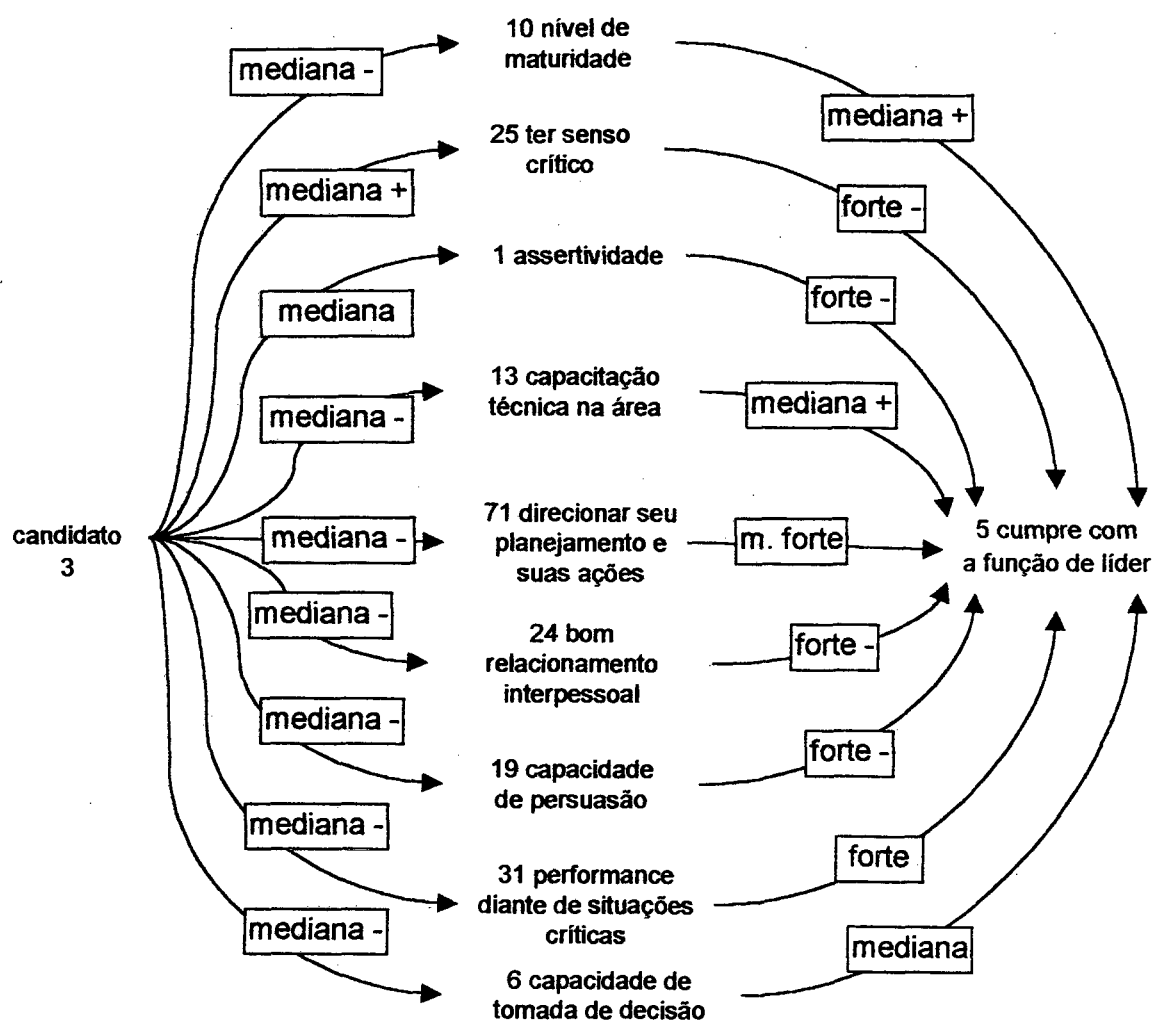 10 nível de
maturidade
mediana -
mediana +
25 ter senso
crítico
mediana +
forte -
1 assertividade
mediana
forte -
13 capacitação
técnica na área
mediana -
mediana +
candidato
3
71 direcionar seu
planejamento e
suas ações
mediana -
m. forte
5 cumpre com
a função de líder
mediana -
24 bom
relacionamento
interpessoal
forte -
mediana -
19 capacidade
de persuasão
forte -
mediana -
31 performance
diante de situações
críticas
forte
mediana -
6 capacidade de
tomada de decisão
mediana